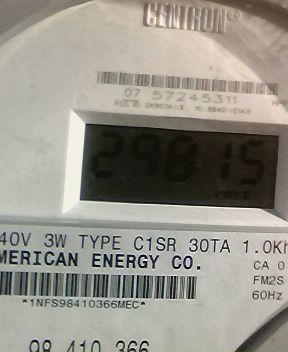 CENTRON®
07 57245311
29815
KWH
40V 3W TYPE C1SR 30TA 1.0Kh
MERICAN ENERGY CO. CA 0
FM2S
*1NFS98410366MEC* 60Hz
98 410 366